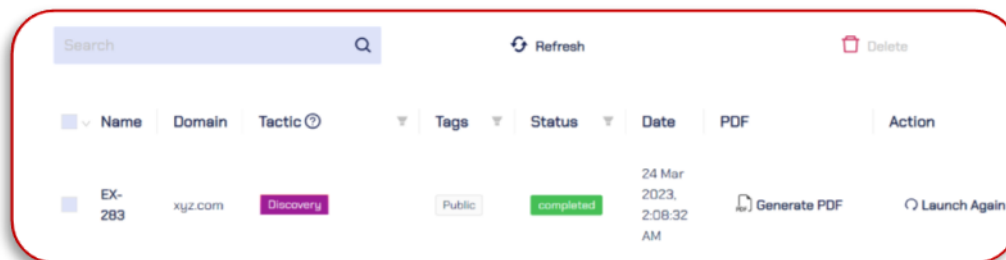 Search Refresh Delete
Name Domain Tactic Tags Status Date PDF Action
24 Mar
EX- 2023,
283 xyz.com Discovery Public completed 2:08:32 Generate PDF Launch Again
AM